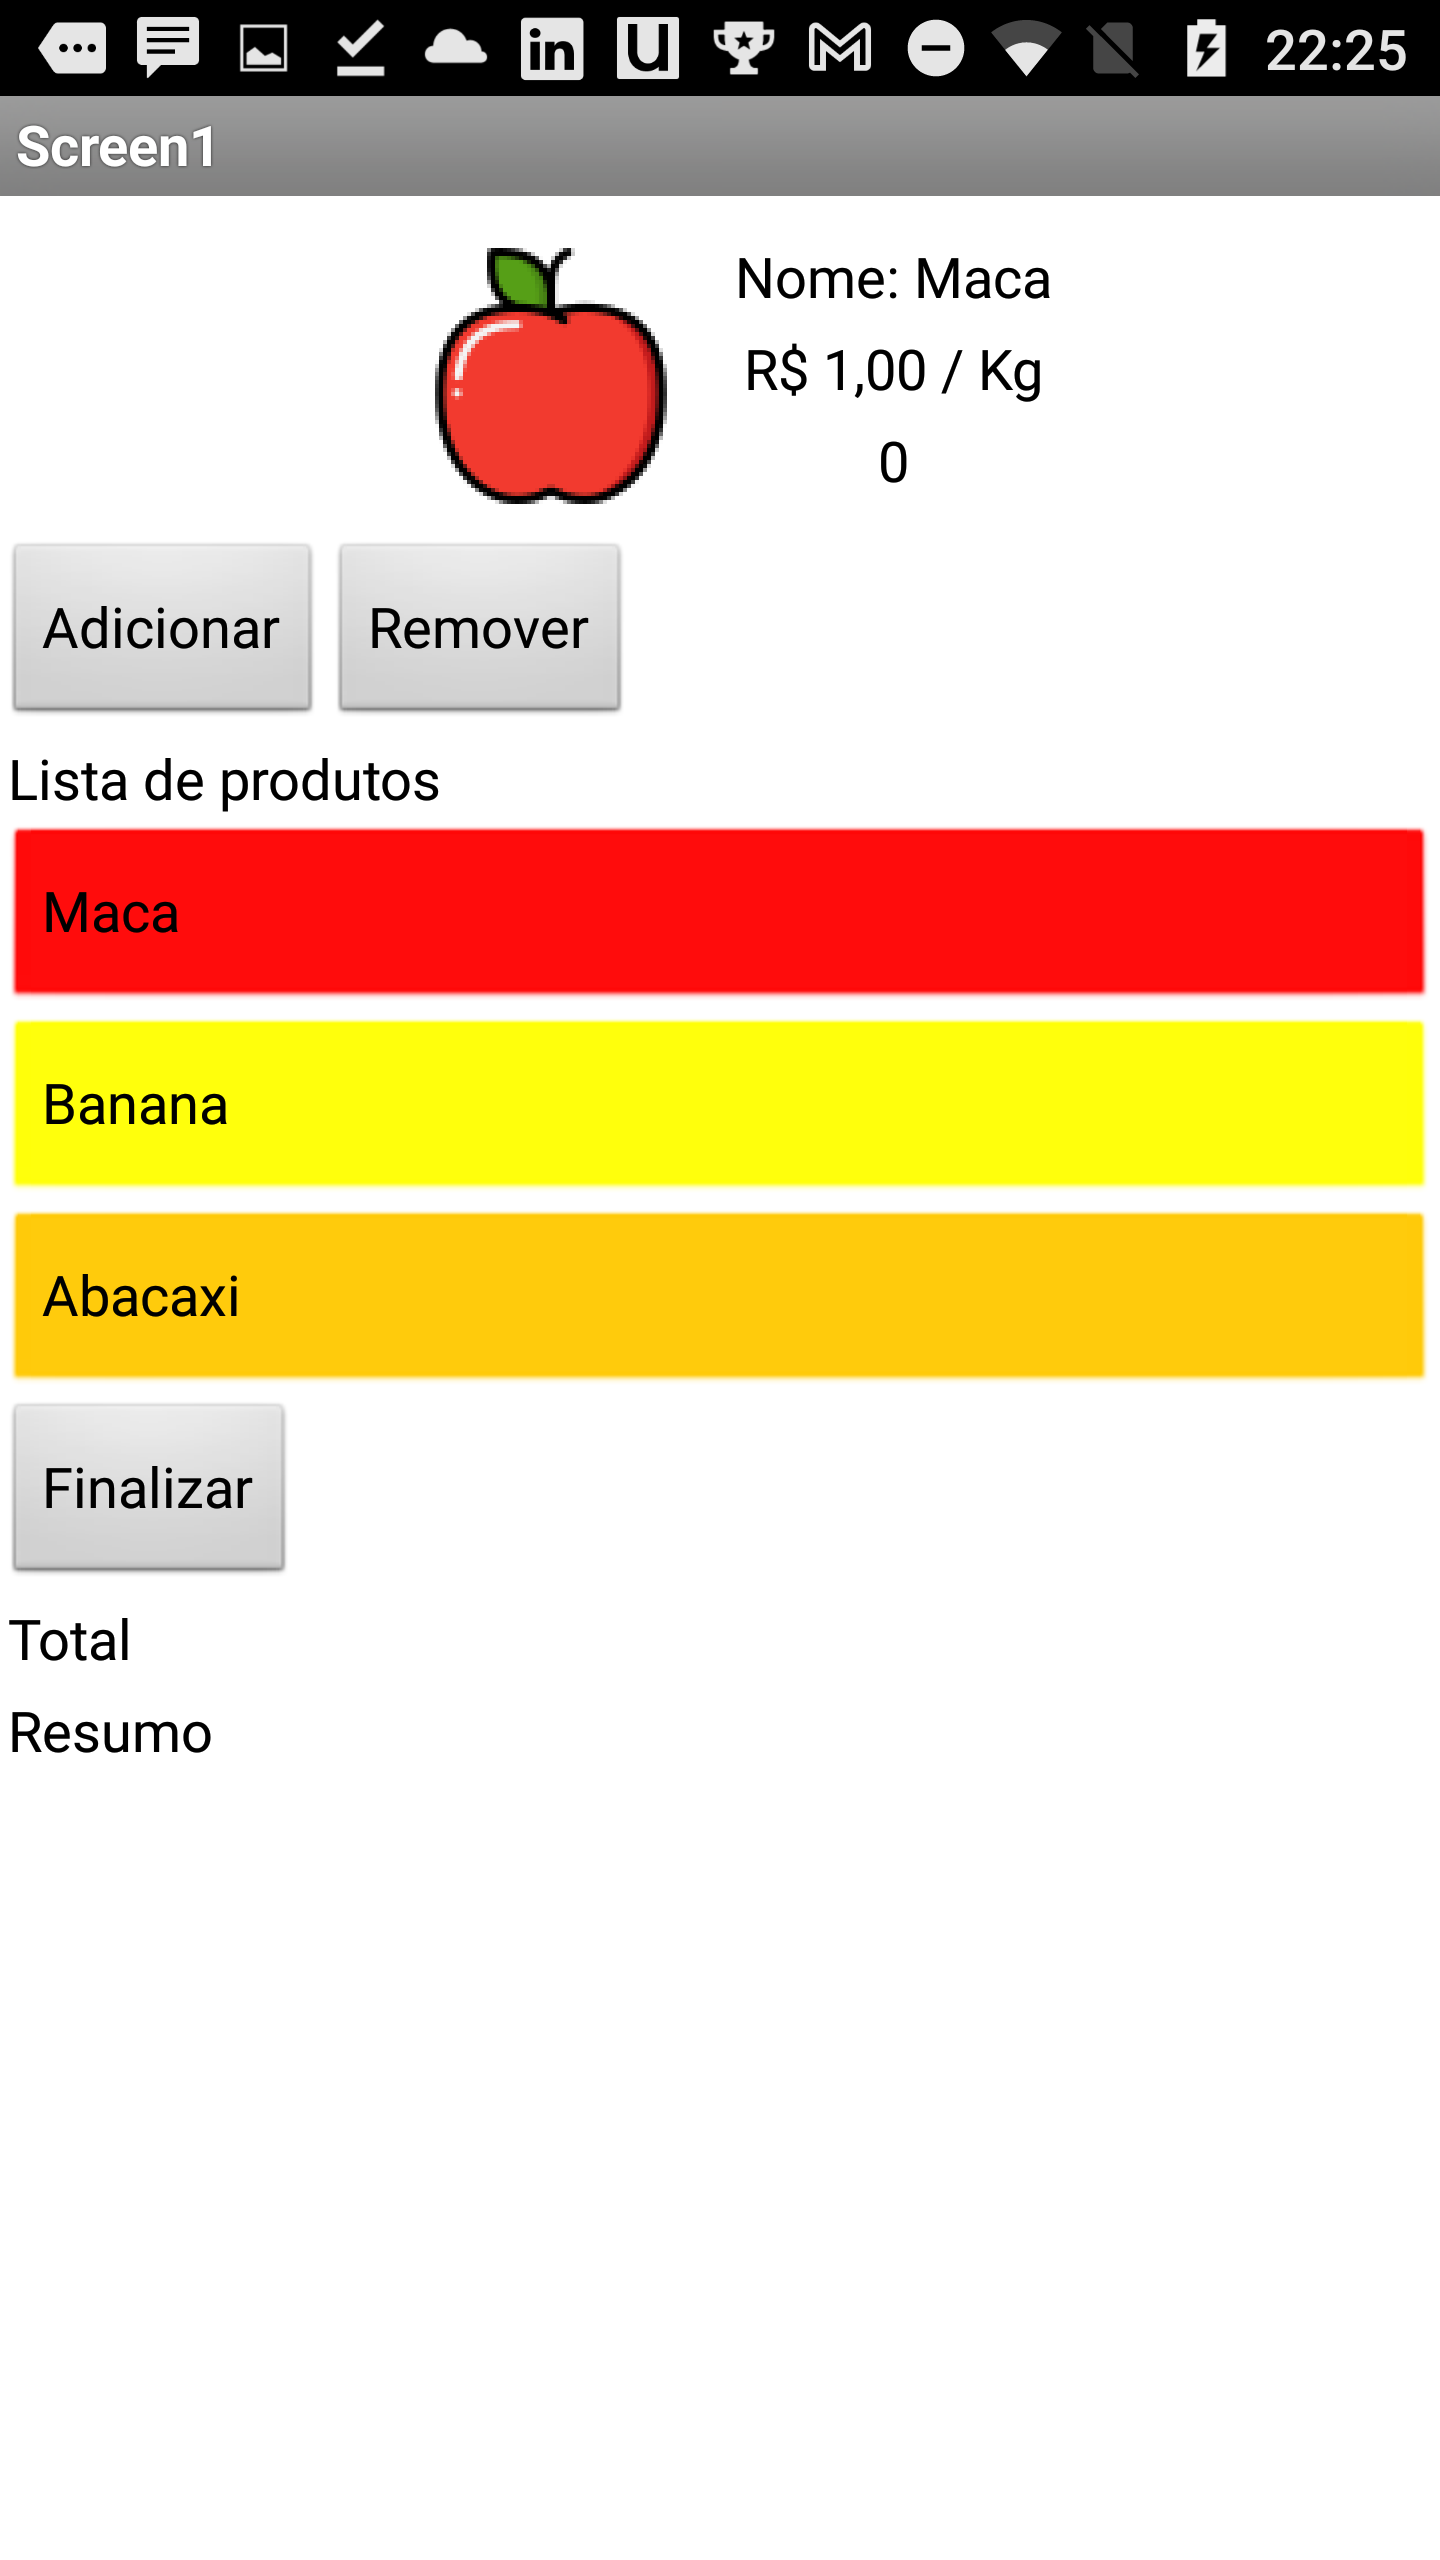 22:25
Screen1
Nome: Maca
R$ 1,00 / Kg
0
Adicionar Remover
Lista de produtos
Maca
Banana
Abacaxi
Finalizar
Total
Resumo